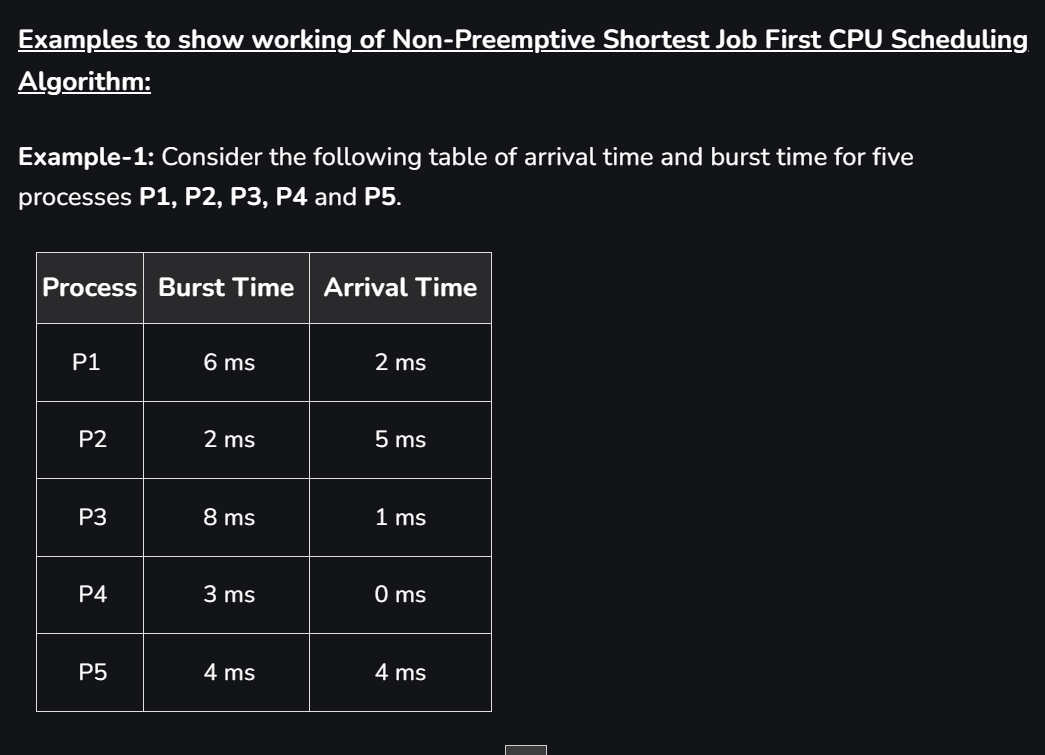 Examples to show working of Non-Preemptive Shortest Job First CPU Scheduling
Algorithm:
Example-1: Consider the following table of arrival time and burst time for five
processes P1, P2, P3, P4 and P5.
Process Burst Time Arrival Time
P1 6 ms 2 ms
P2 2 ms 5 ms
P3 8 ms 1 ms
P4 3 ms 0 ms
P5 4 ms 4 ms